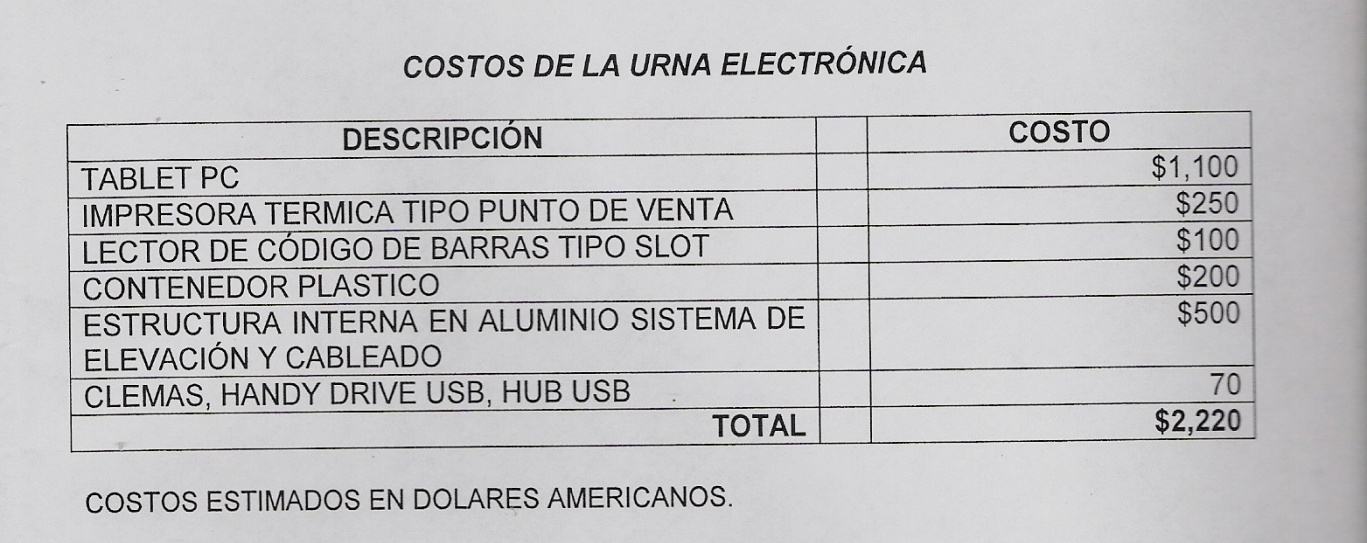 COSTOS DE LA URNA ELECTRÓNICA
DESCRIPCIÓN COSTO
TABLET PC $1,100
IMPRESORA TERMICA TIPO PUNTO DE VENTA $250
LECTOR DE CÓDIGO DE BARRAS TIPO SLOT $100
CONTENEDOR PLASTICO $200
ESTRUCTURA INTERNA EN ALUMINIO SISTEMA DE $500
ELEVACIÓN Y CABLEADO
CLEMAS, HANDY DRIVE USB, HUB USB 70
TOTAL $2,220
COSTOS ESTIMADOS EN DOLARES AMERICANOS.